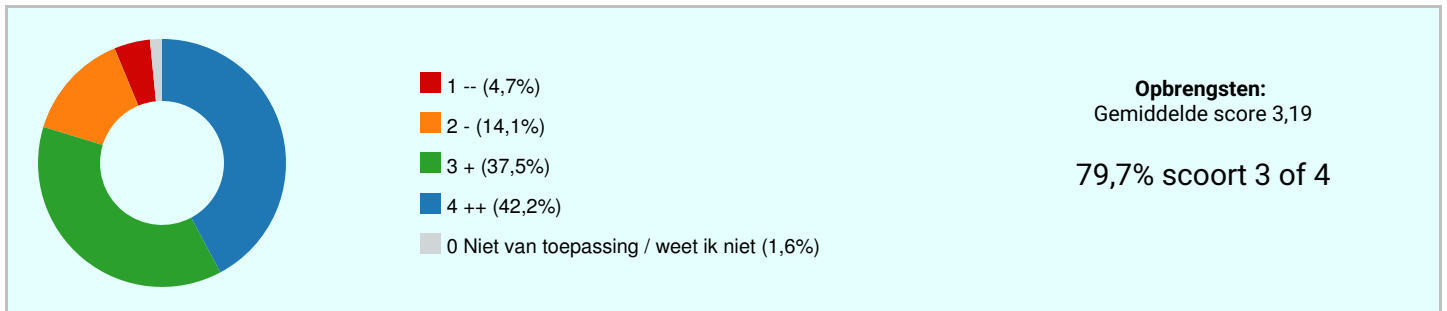 1 -- (4,7%)
2 - (14,1%)
3 + (37,5%)
4 ++ (42,2%)
0 Niet van toepassing / weet ik niet (1,6%)
Opbrengsten:
Gemiddelde score 3,19
79,7% scoort 3 of 4